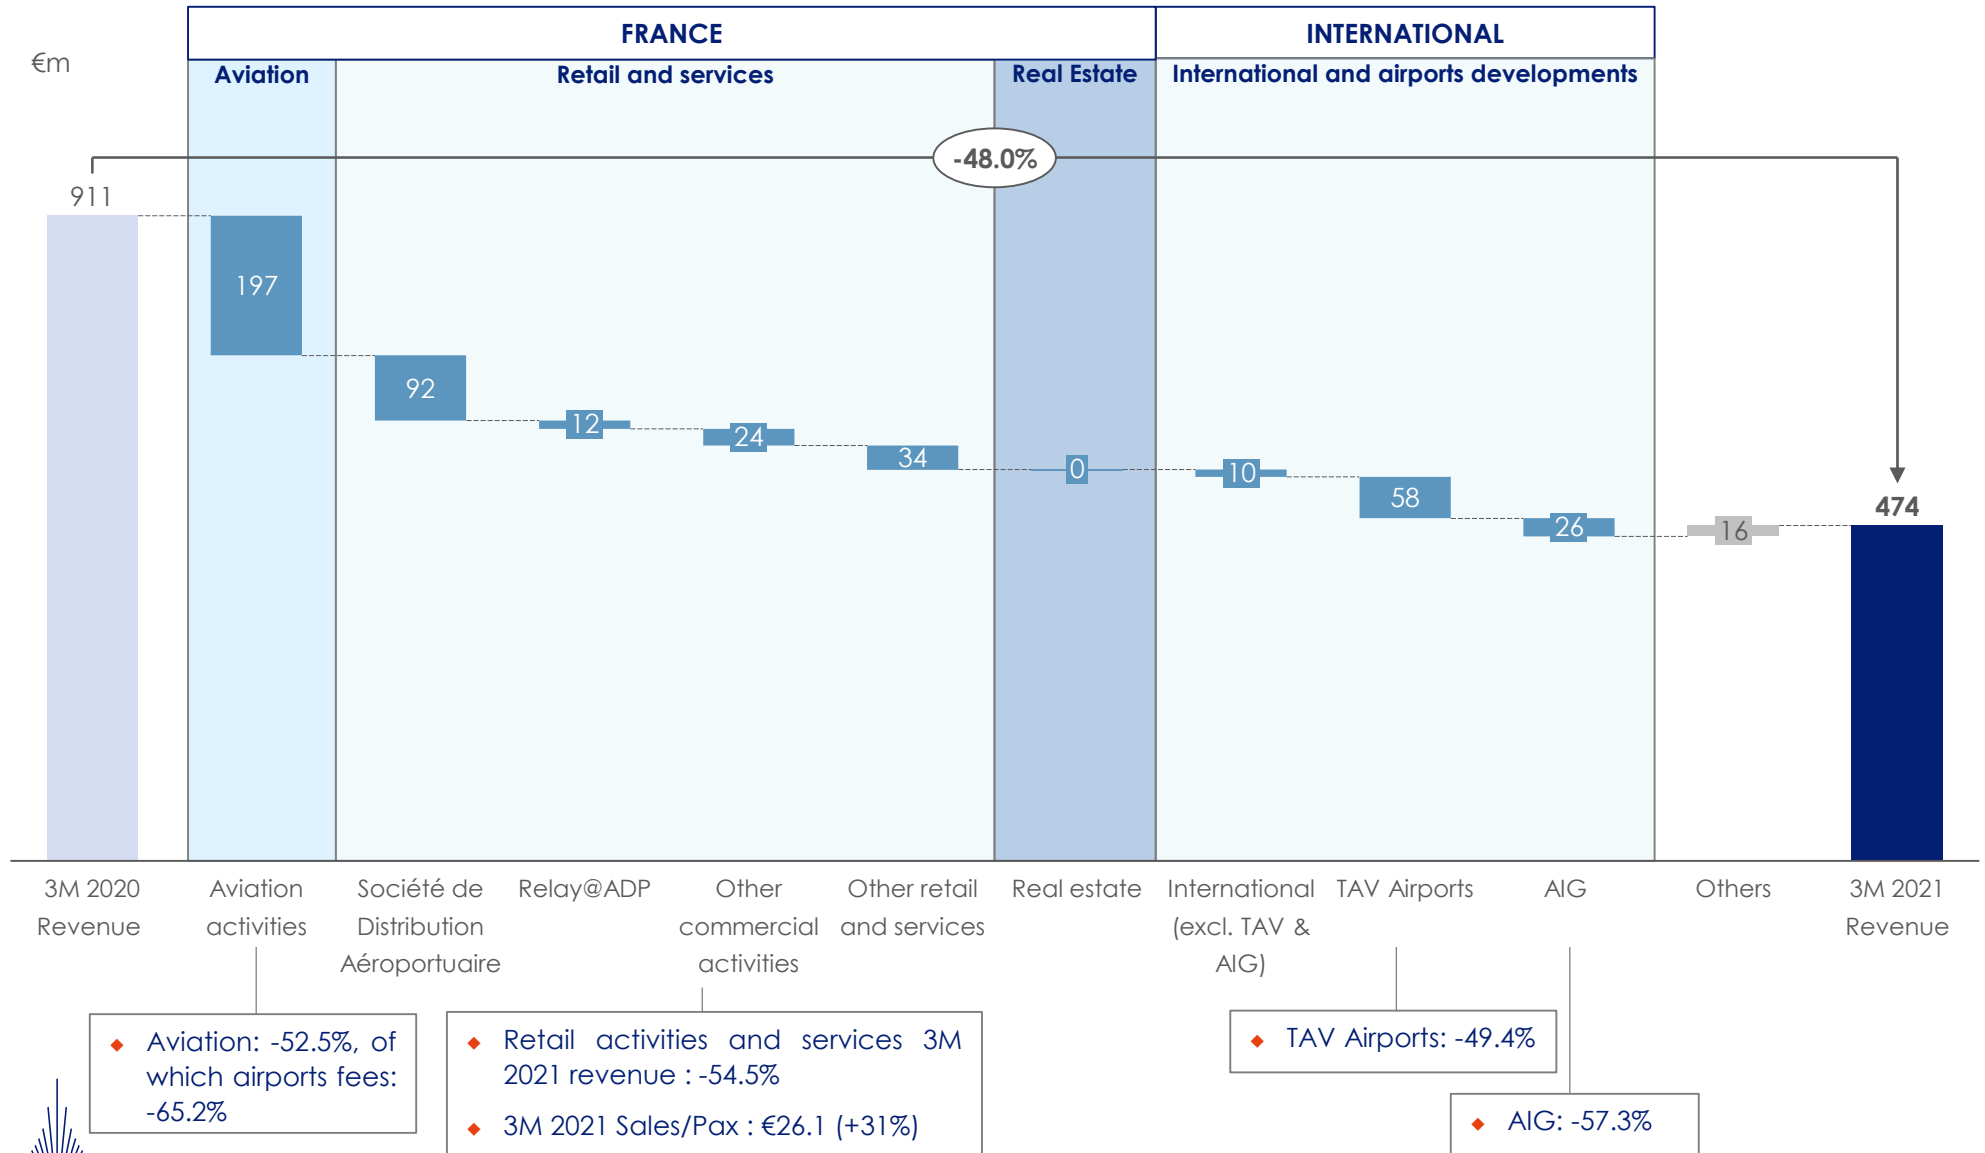 FRANCE
INTERNATIONAL
€m
Aviation
Retail and services
Real Estate
International and airports developments
-48.0%
911
197
92
12
24
34
0
10
58
26
16
474
3M 2020
Revenue
Aviation
activities
Société de
Distribution
Aéroportuaire
Relay@ADP
Other
commercial
activities
Other retail
and services
Real estate
International
(excl. TAV &
AIG)
TAV Airports
AIG
Others
3M 2021
Revenue
Aviation: -52.5%, of
which airports fees:
-65.2%
Retail activities and services 3M
2021 revenue : -54.5%
3M 2021 Sales/Pax : €26.1 (+31%)
TAV Airports: -49.4%
AIG: -57.3%